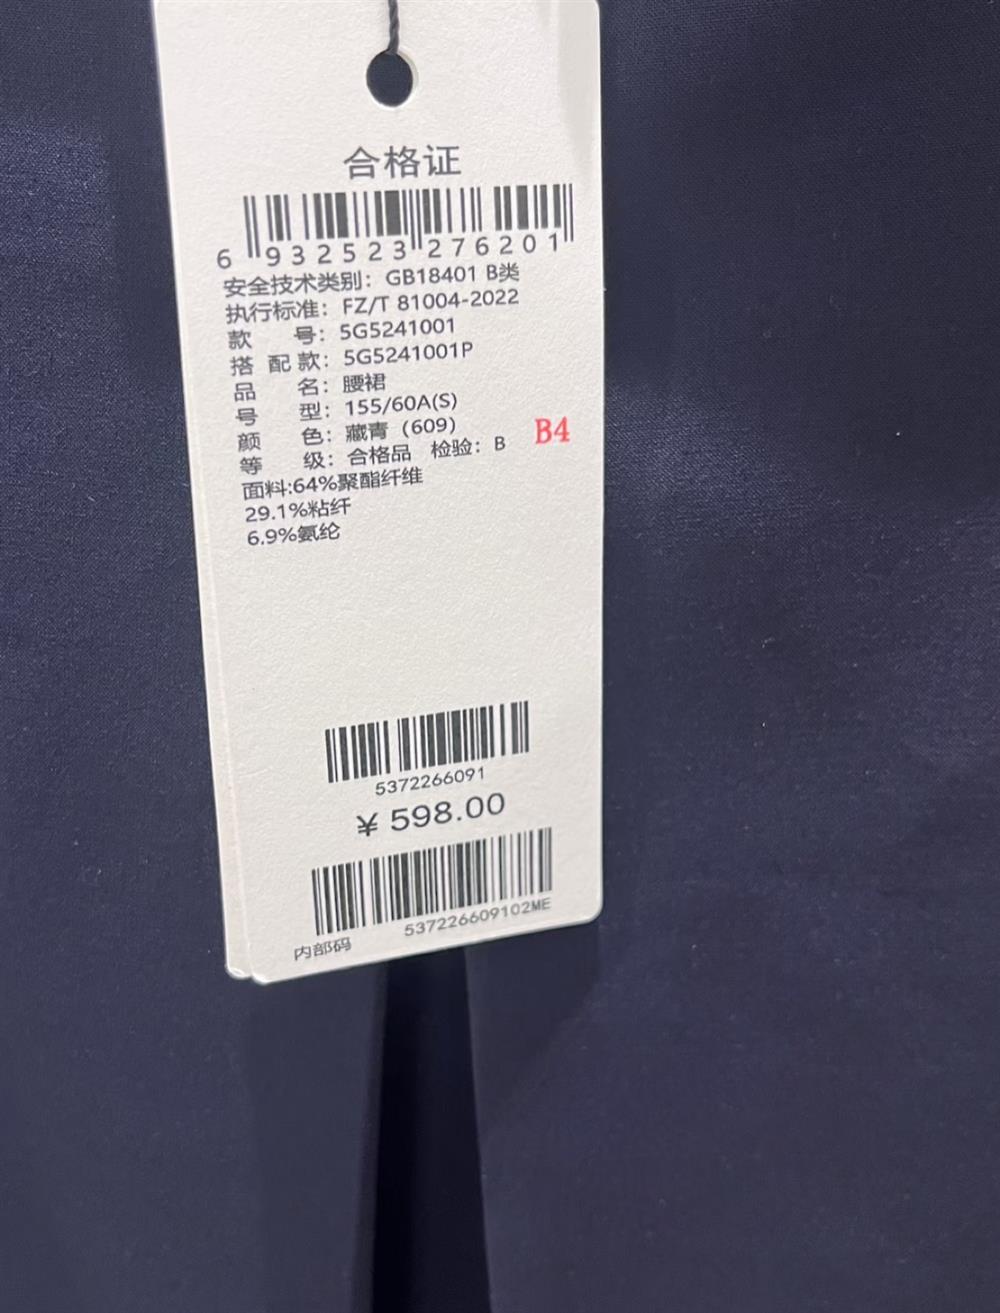 合格证
6 932523 276201
安全技术类别：GB18401 B类
执行标准：FZ/T 81004-2022
款 号：5G5241001
搭 配 款：5G5241001P
品 名：腰裙
号 型：155/60A(S)
颜 色：藏青（609）
等 级：合格品 检验：B
B4
面料:64%聚酯纤维
29.1%粘纤
6.9%氨纶
5372266091
¥ 598.00
537226609102ME
内部码